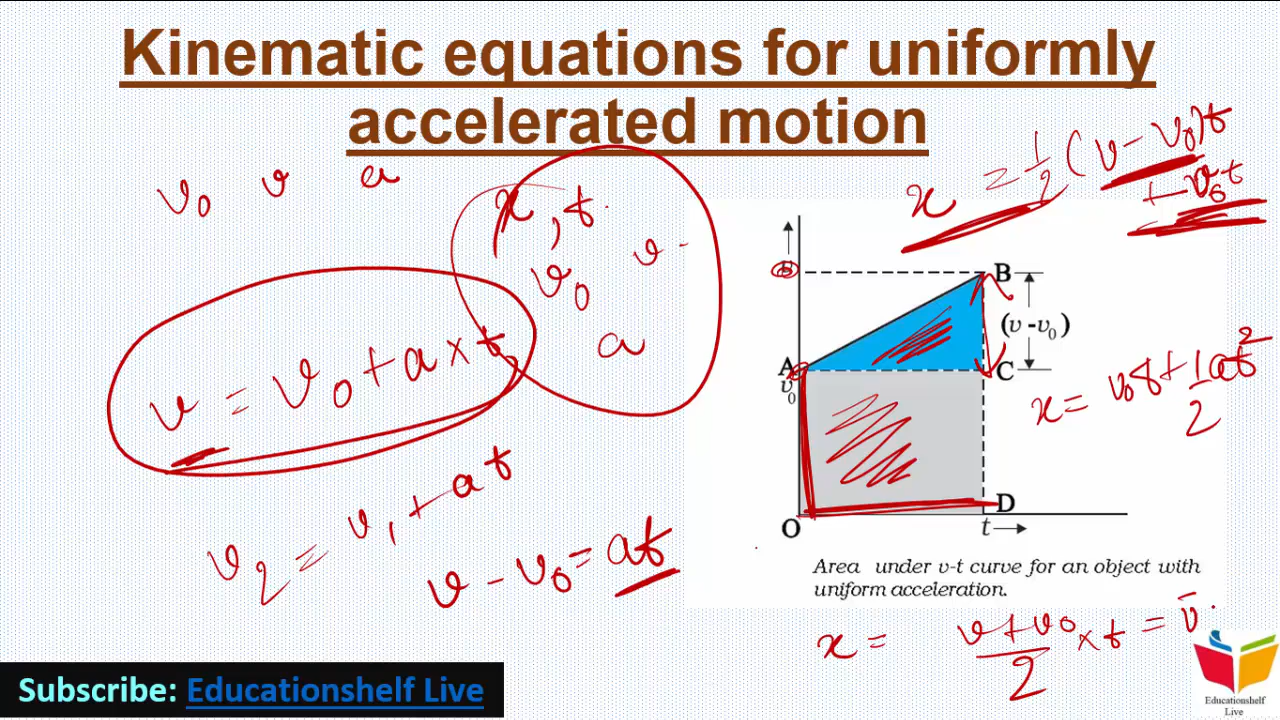 Kinematic equations for uniformly
accelerated motion
v₀ v a
x, t
v₀ v
a
v = v₀ + a × t
v₂ = v₁ + at
v - v₀ = at
x = 1/2 (v - v₀)t
+ v₀t
B
(v - v₀)
A
v₀
C
x = v₀t + 1/2 at²
D
O
t
Area under v-t curve for an object with
uniform acceleration.
x = v + v₀/2 × t = v̄
Subscribe: Educationshelf Live
Educationshelf
Live